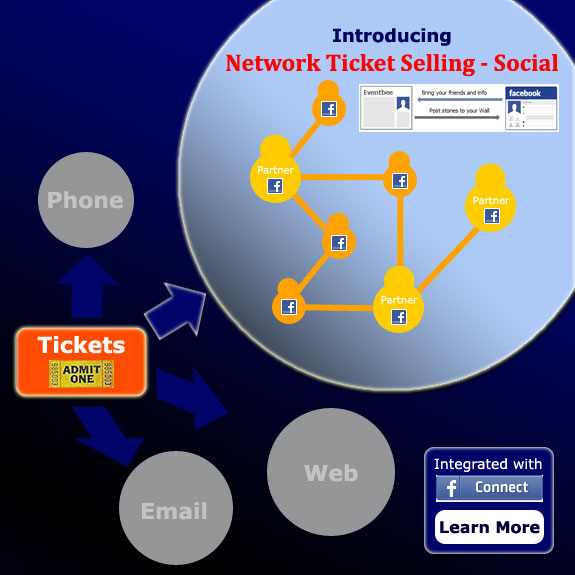 Introducing
Network Ticket Selling - Social
Eventbee
Bring your friends and info
facebook
Post stories to your Wall
Partner
Partner
Partner
Phone
Tickets
ADMIT
ONE
Web
Email
Integrated with
f Connect
Learn More